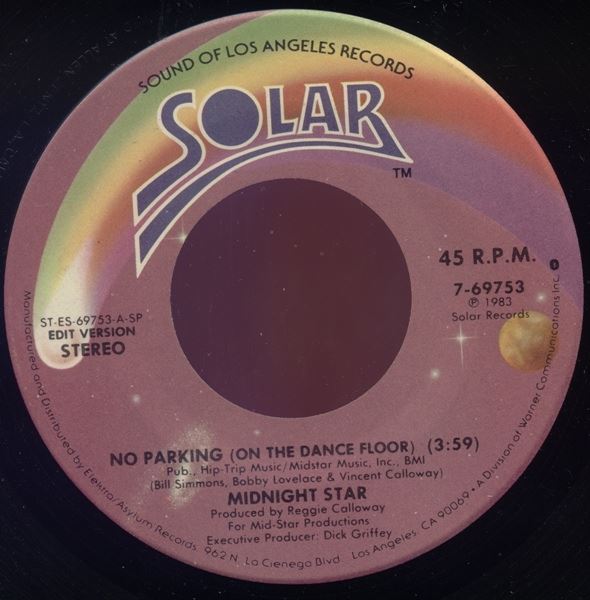 SOUND OF LOS ANGELES RECORDS
SOLAR
TM
45 R.P.M.
7-69753
℗ 1983
Solar Records
ST-ES-69753-A-SP
EDIT VERSION
STEREO
NO PARKING (ON THE DANCE FLOOR) (3:59)
Pub., Hip-Trip Music/Midstar Music, Inc., BMI
(Bill Simmons, Bobby Lovelace & Vincent Calloway)
MIDNIGHT STAR
Produced by Reggie Calloway
For Mid-Star Productions
Executive Producer: Dick Griffey
Manufactured and Distributed by Elektra/Asylum Records, 962 N. La Cienega Blvd. Los Angeles, CA 90069 • A Division of Warner Communications Inc.